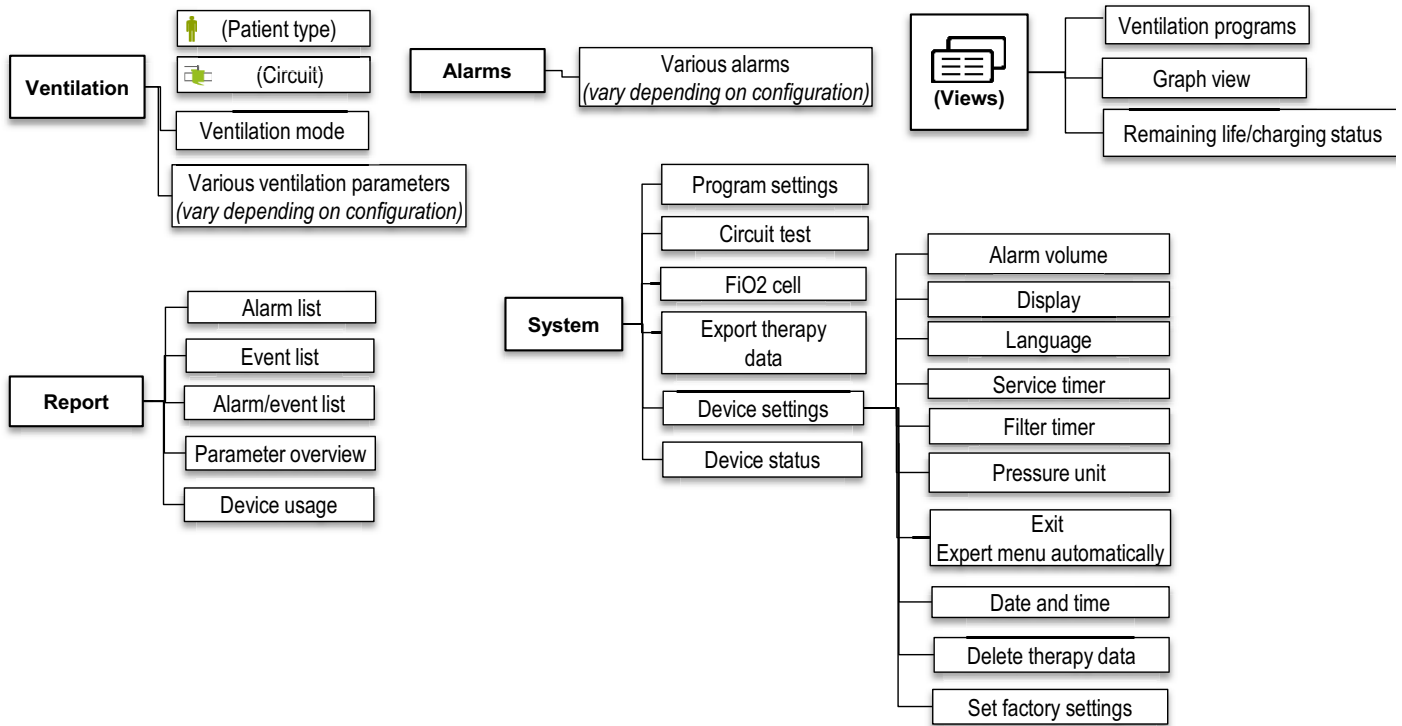 Ventilation
(Patient type)
(Circuit)
Ventilation mode
Various ventilation parameters
(vary depending on configuration)
Alarms
Various alarms
(vary depending on configuration)
(Views)
Ventilation programs
Graph view
Remaining life/charging status
Report
Alarm list
Event list
Alarm/event list
Parameter overview
Device usage
System
Program settings
Circuit test
FiO2 cell
Export therapy
data
Device settings
Device status
Alarm volume
Display
Language
Service timer
Filter timer
Pressure unit
Exit
Expert menu automatically
Date and time
Delete therapy data
Set factory settings